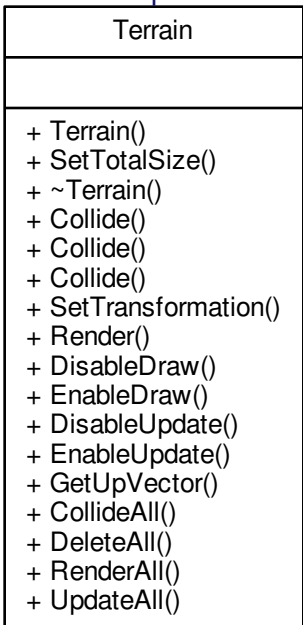 Terrain
+ Terrain()
+ SetTotalSize()
+ ~Terrain()
+ Collide()
+ Collide()
+ Collide()
+ SetTransformation()
+ Render()
+ DisableDraw()
+ EnableDraw()
+ DisableUpdate()
+ EnableUpdate()
+ GetUpVector()
+ CollideAll()
+ DeleteAll()
+ RenderAll()
+ UpdateAll()